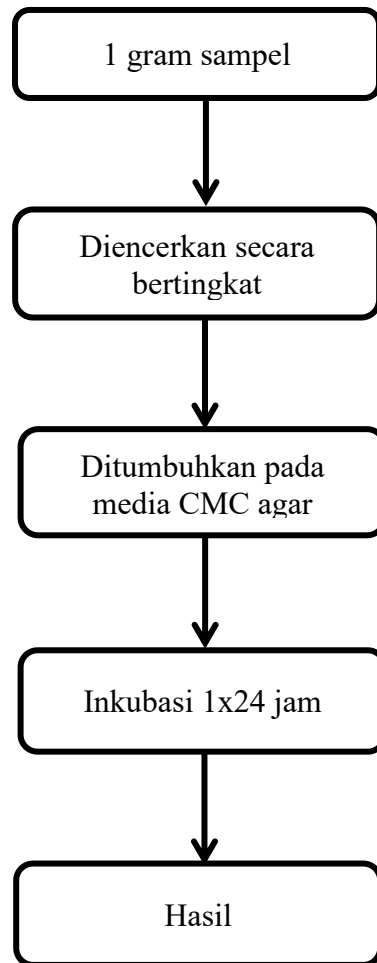 1 gram sampel
Diencerkan secara
bertingkat
Ditumbuhkan pada
media CMC agar
Inkubasi 1x24 jam
Hasil